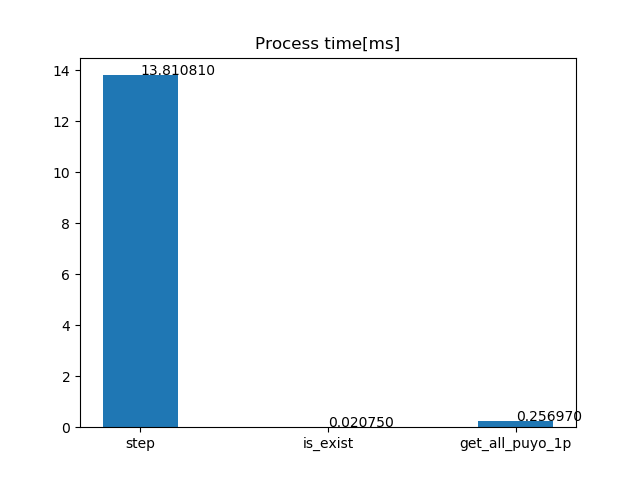 Process time[ms]
14
12
10
8
6
4
2
0
13.810810
0.020750
0.256970
step
is_exist
get_all_puyo_1p